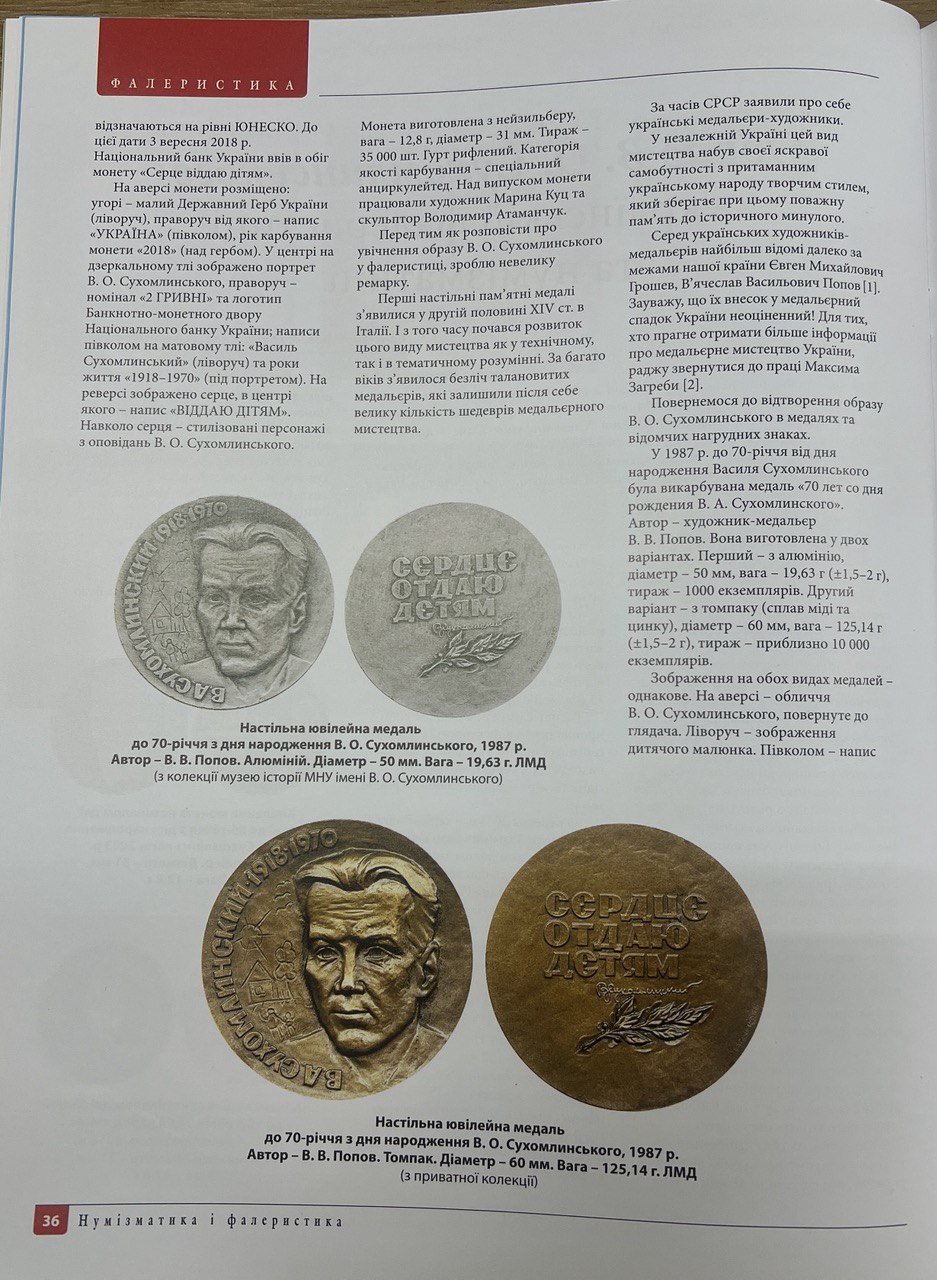 ФАЛЕРИСТИКА
відзначаються на рівні ЮНЕСКО. До
цієї дати 3 вересня 2018 р.
Національний банк України ввів в обіг
монету «Серце віддаю дітям».
На аверсі монети розміщено:
угорі – малий Державний Герб України
(ліворуч), праворуч від якого – напис
«УКРАЇНА» (півколом), рік карбування
монети «2018» (над гербом). У центрі на
дзеркальному тлі зображено портрет
В. О. Сухомлинського, праворуч –
номінал «2 ГРИВНІ» та логотип
Банкнотно-монетного двору
Національного банку України; написи
півколом на матовому тлі: «Василь
Сухомлинський» (ліворуч) та роки
життя «1918–1970» (під портретом). На
реверсі зображено серце, в центрі
якого – напис «ВІДДАЮ ДІТЯМ».
Навколо серця – стилізовані персонажі
з оповідань В. О. Сухомлинського.
Монета виготовлена з нейзильберу,
вага – 12,8 г, діаметр – 31 мм. Тираж –
35 000 шт. Гурт рифлений. Категорія
якості карбування – спеціальний
анциркулейтед. Над випуском монети
працювали художник Марина Куц та
скульптор Володимир Атаманчук.
Перед тим як розповісти про
увічнення образу В. О. Сухомлинського
у фалеристиці, зроблю невелику
ремарку.
Перші настільні пам’ятні медалі
з’явилися у другій половині XIV ст. в
Італії. І з того часу почався розвиток
цього виду мистецтва як у технічному,
так і в тематичному розумінні. За багато
віків з’явилося безліч талановитих
медальєрів, які залишили після себе
велику кількість шедеврів медальєрного
мистецтва.
За часів СРСР заявили про себе
українські медальєри-художники.
У незалежній Україні цей вид
мистецтва набув своєї яскравої
самобутності з притаманним
українському народу творчим стилем,
який зберігає при цьому поважну
пам’ять до історичного минулого.
Серед українських художників-
медальєрів найбільш відомі далеко за
межами нашої країни Євген Михайлович
Грошев, В’ячеслав Васильович Попов [1].
Зауважу, що їх внесок у медальєрний
спадок України неоціненний! Для тих,
хто прагне отримати більше інформації
про медальєрне мистецтво України,
раджу звернутися до праці Максима
Загреби [2].
Повернемося до відтворення образу
В. О. Сухомлинського в медалях та
відомчих нагрудних знаках.
У 1987 р. до 70-річчя від дня
народження Василя Сухомлинського
була викарбувана медаль «70 лет со дня
рождения В. А. Сухомлинского».
Автор – художник-медальєр
В. В. Попов. Вона виготовлена у двох
варіантах. Перший – з алюмінію,
діаметр – 50 мм, вага – 19,63 г (±1,5–2 г),
тираж – 1000 екземплярів. Другий
варіант – з томпаку (сплав міді та
цинку), діаметр – 60 мм, вага – 125,14 г
(±1,5–2 г), тираж – приблизно 10 000
екземплярів.
Зображення на обох видах медалей –
однакове. На аверсі – обличчя
В. О. Сухомлинського, повернуте до
глядача. Ліворуч – зображення
дитячого малюнка. Півколом – напис
В.А.СУХОМЛИНСКИЙ·1918·1970
СЕРДЦЕ
ОТДАЮ
ДЕТЯМ
Настільна ювілейна медаль
до 70-річчя з дня народження В. О. Сухомлинського, 1987 р.
Автор – В. В. Попов. Алюміній. Діаметр – 50 мм. Вага – 19,63 г. ЛМД
(з колекції музею історії МНУ імені В. О. Сухомлинського)
В.А.СУХОМЛИНСКИЙ·1918·1970
СЕРДЦЕ
ОТДАЮ
ДЕТЯМ
Настільна ювілейна медаль
до 70-річчя з дня народження В. О. Сухомлинського, 1987 р.
Автор – В. В. Попов. Томпак. Діаметр – 60 мм. Вага – 125,14 г. ЛМД
(з приватної колекції)
36 Нумізматика і фалеристика